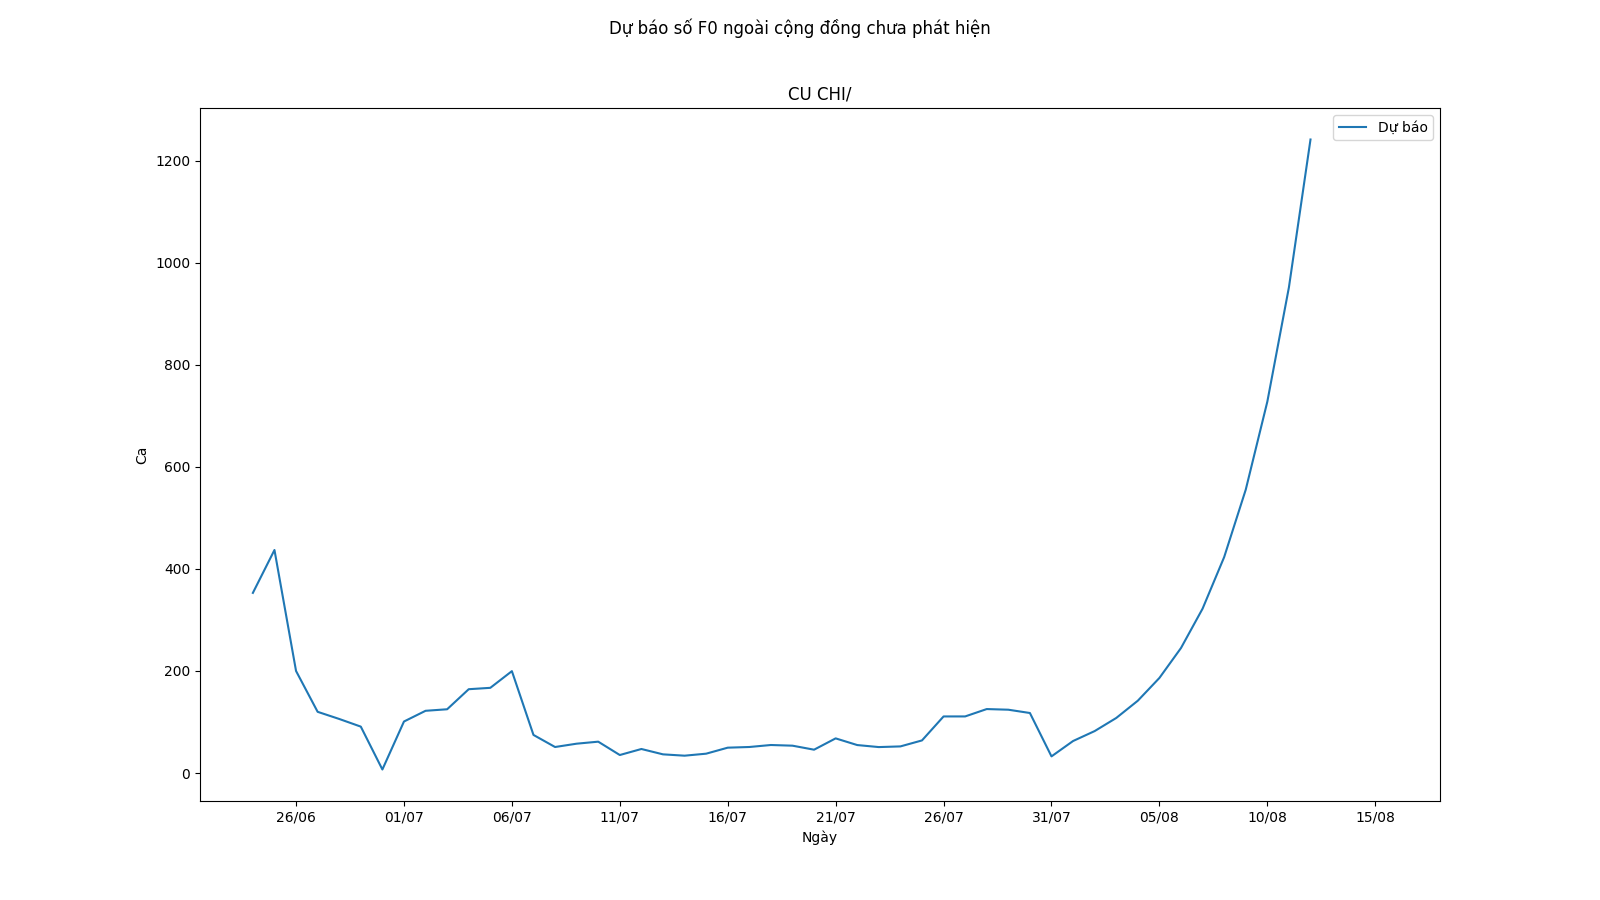 Dự báo số F0 ngoài cộng đồng chưa phát hiện
CU CHI/
Dự báo
1200
1000
800
600
400
200
0
Ca
26/06 01/07 06/07 11/07 16/07 21/07 26/07 31/07 05/08 10/08 15/08
Ngày